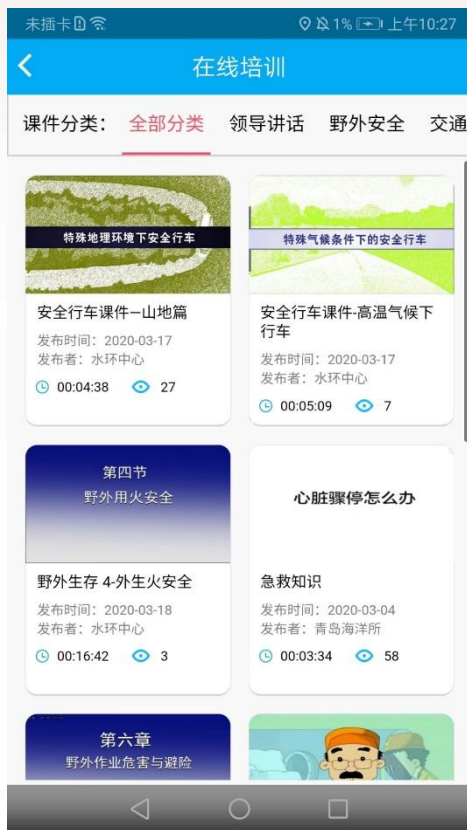 未插卡 1% 上午10:27
在线培训
课件分类： 全部分类 领导讲话 野外安全 交通
特殊地理环境下安全行车
特殊气候条件下的安全行车
安全行车课件—山地篇
发布时间：2020-03-17
发布者：水环中心
00:04:38 27
安全行车课件-高温气候下
行车
发布时间：2020-03-17
发布者：水环中心
00:05:09 7
第四节
野外用火安全
心脏骤停怎么办
野外生存 4-外生火安全
发布时间：2020-03-18
发布者：水环中心
00:16:42 3
急救知识
发布时间：2020-03-04
发布者：青岛海洋所
00:03:34 58
第六章
野外作业危害与避险